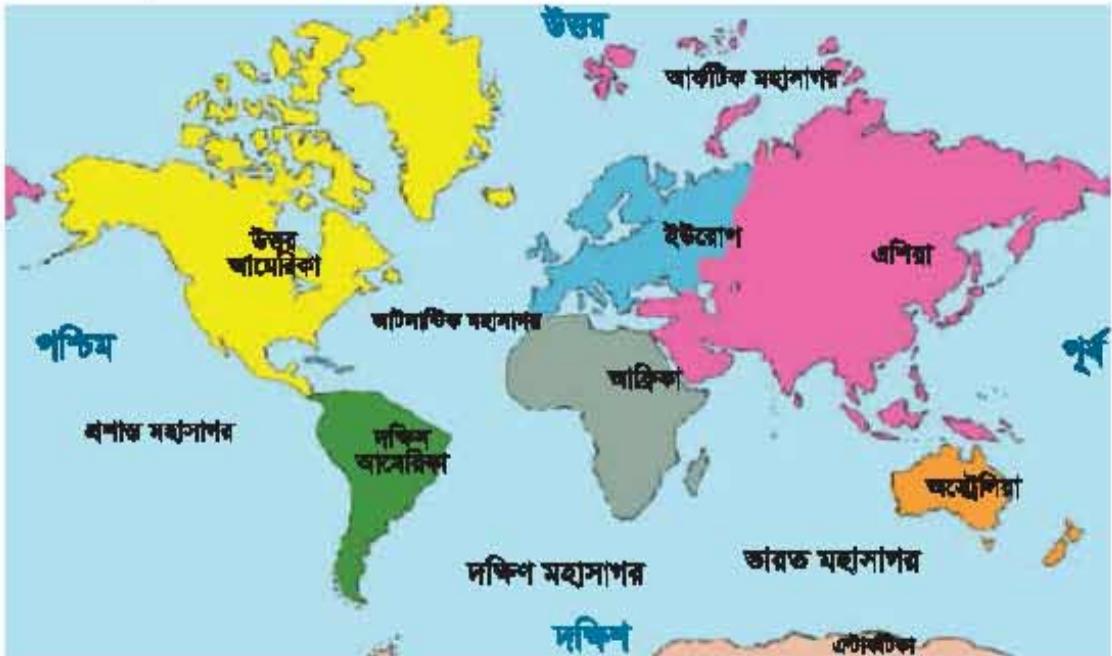 উত্তর
আর্কটিক মহাসাগর
উত্তর
আমেরিকা
ইউরোপ
এশিয়া
আটলান্টিক মহাসাগর
পশ্চিম
পূর্ব
আফ্রিকা
প্রশান্ত মহাসাগর
দক্ষিণ
আমেরিকা
অস্ট্রেলিয়া
দক্ষিণ মহাসাগর
ভারত মহাসাগর
দক্ষিণ
এন্টার্কটিকা